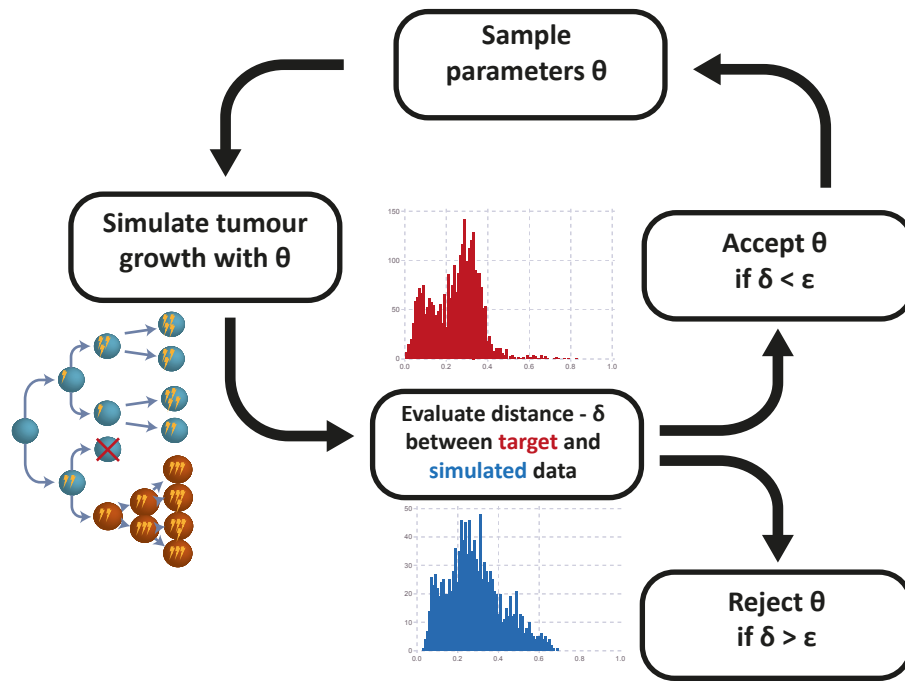 Sample
parameters θ
Simulate tumour
growth with θ
150
100
50
0
0.0 0.2 0.4 0.6 0.8 1.0
Accept θ
if δ < ε
Evaluate distance - δ
between target and
simulated data
50
40
30
20
10
0
0.0 0.2 0.4 0.6 0.8 1.0
Reject θ
if δ > ε